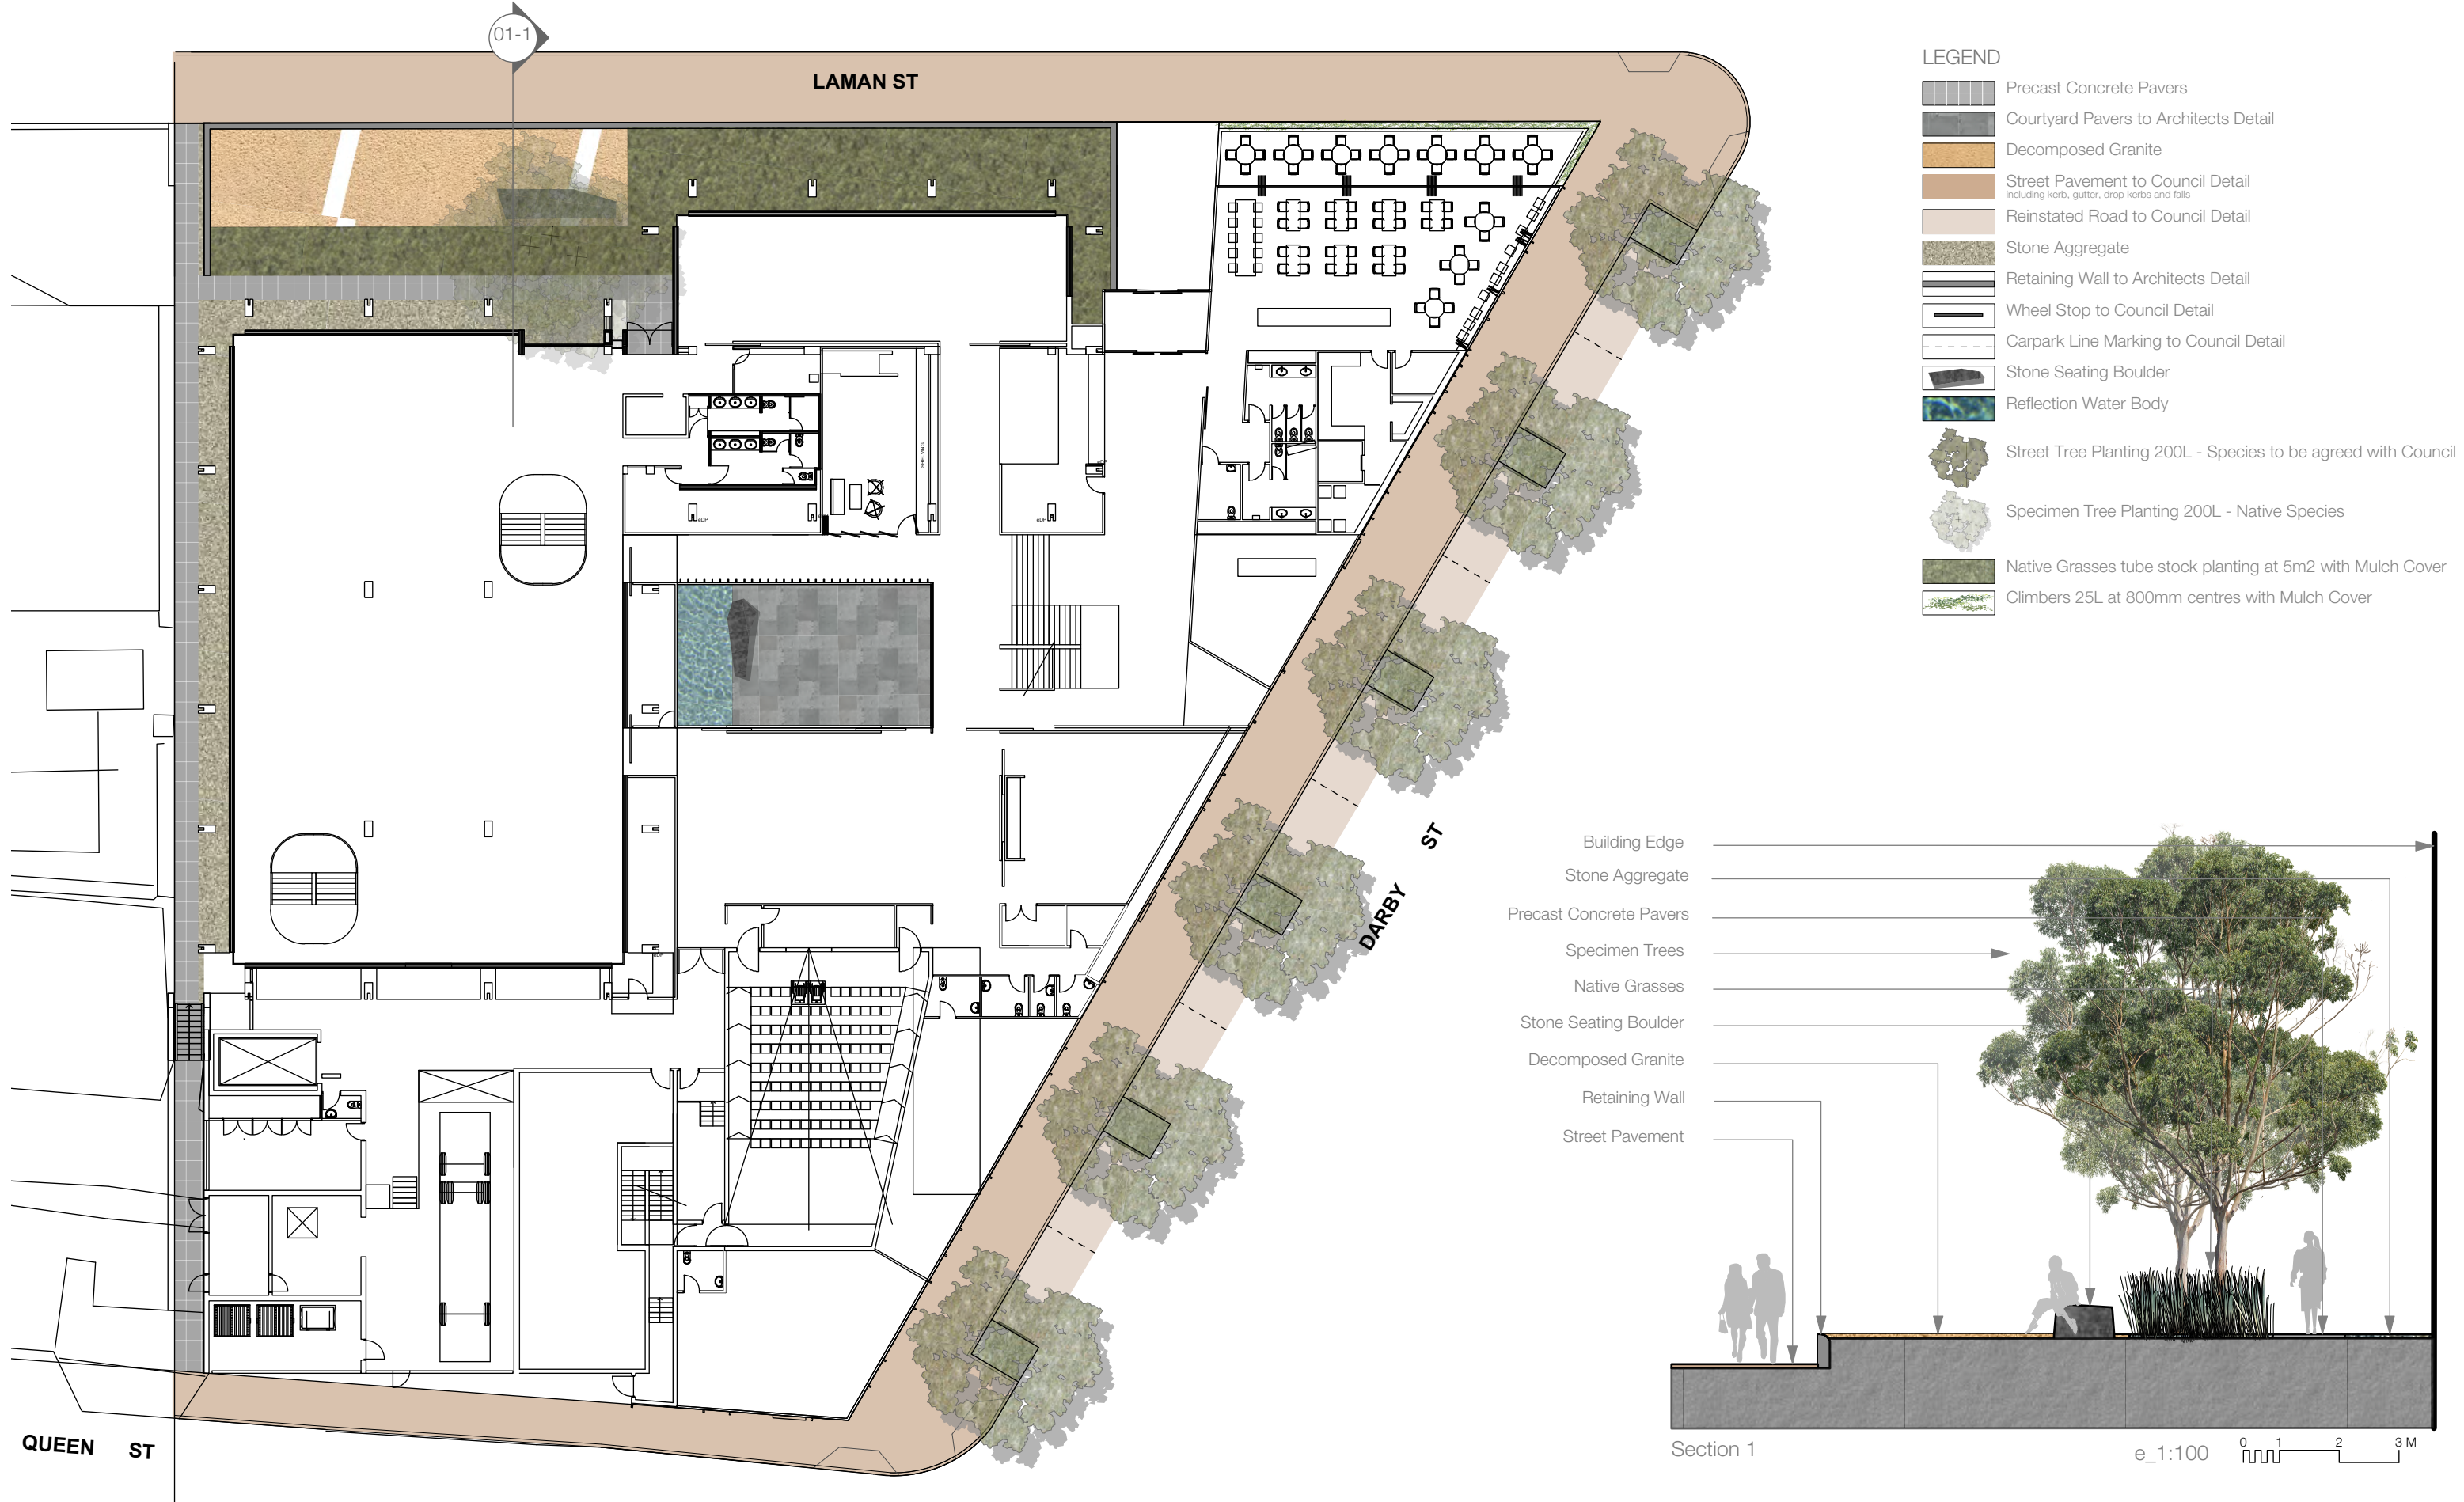 01-1
LAMAN ST
SHELVING
eDP
eDP
eDP
DARBY ST
QUEEN ST
LEGEND
Precast Concrete Pavers
Courtyard Pavers to Architects Detail
Decomposed Granite
Street Pavement to Council Detail
including kerb, gutter, drop kerbs and falls
Reinstated Road to Council Detail
Stone Aggregate
Retaining Wall to Architects Detail
Wheel Stop to Council Detail
Carpark Line Marking to Council Detail
Stone Seating Boulder
Reflection Water Body
Street Tree Planting 200L - Species to be agreed with Council
Specimen Tree Planting 200L - Native Species
Native Grasses tube stock planting at 5m2 with Mulch Cover
Climbers 25L at 800mm centres with Mulch Cover
Building Edge
Stone Aggregate
Precast Concrete Pavers
Specimen Trees
Native Grasses
Stone Seating Boulder
Decomposed Granite
Retaining Wall
Street Pavement
Section 1
e_1:100
0 1 2 3 M